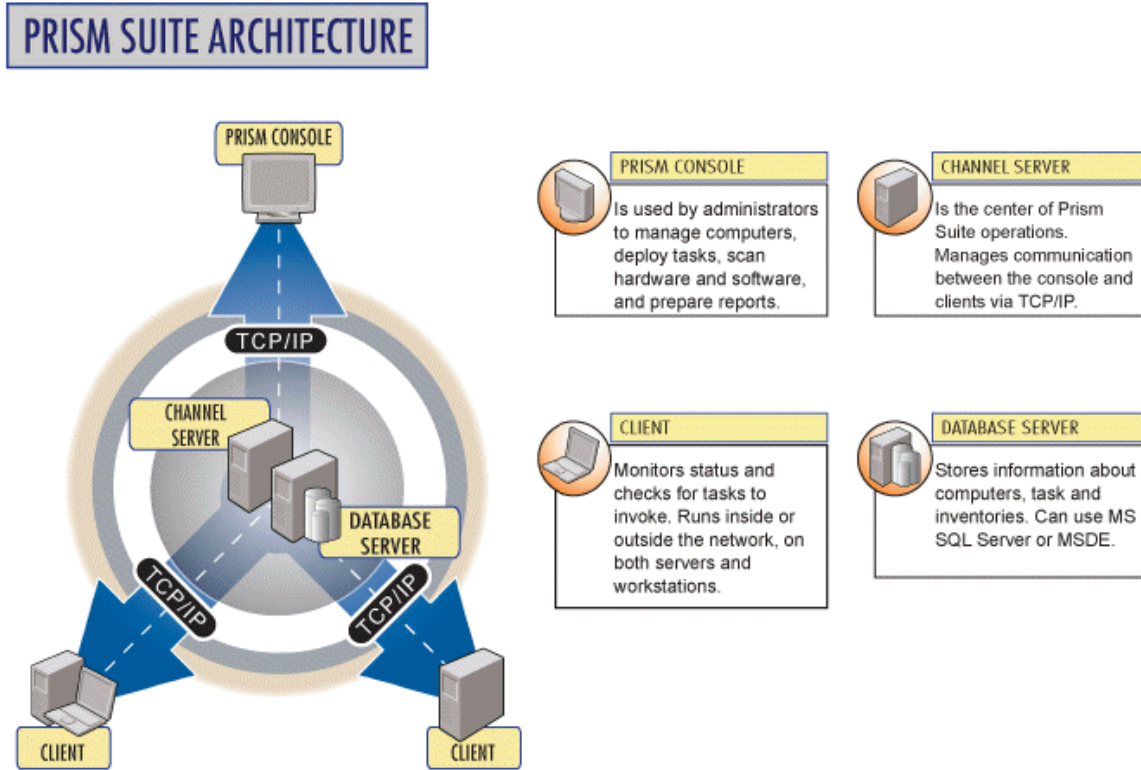 PRISM SUITE ARCHITECTURE
PRISM CONSOLE
TCP/IP
CHANNEL
SERVER
DATABASE
SERVER
TCP/IP
TCP/IP
CLIENT
CLIENT
PRISM CONSOLE
Is used by administrators
to manage computers,
deploy tasks, scan
hardware and software,
and prepare reports.
CHANNEL SERVER
Is the center of Prism
Suite operations.
Manages communication
between the console and
clients via TCP/IP.
CLIENT
Monitors status and
checks for tasks to
invoke. Runs inside or
outside the network, on
both servers and
workstations.
DATABASE SERVER
Stores information about
computers, task and
inventories. Can use MS
SQL Server or MSDE.